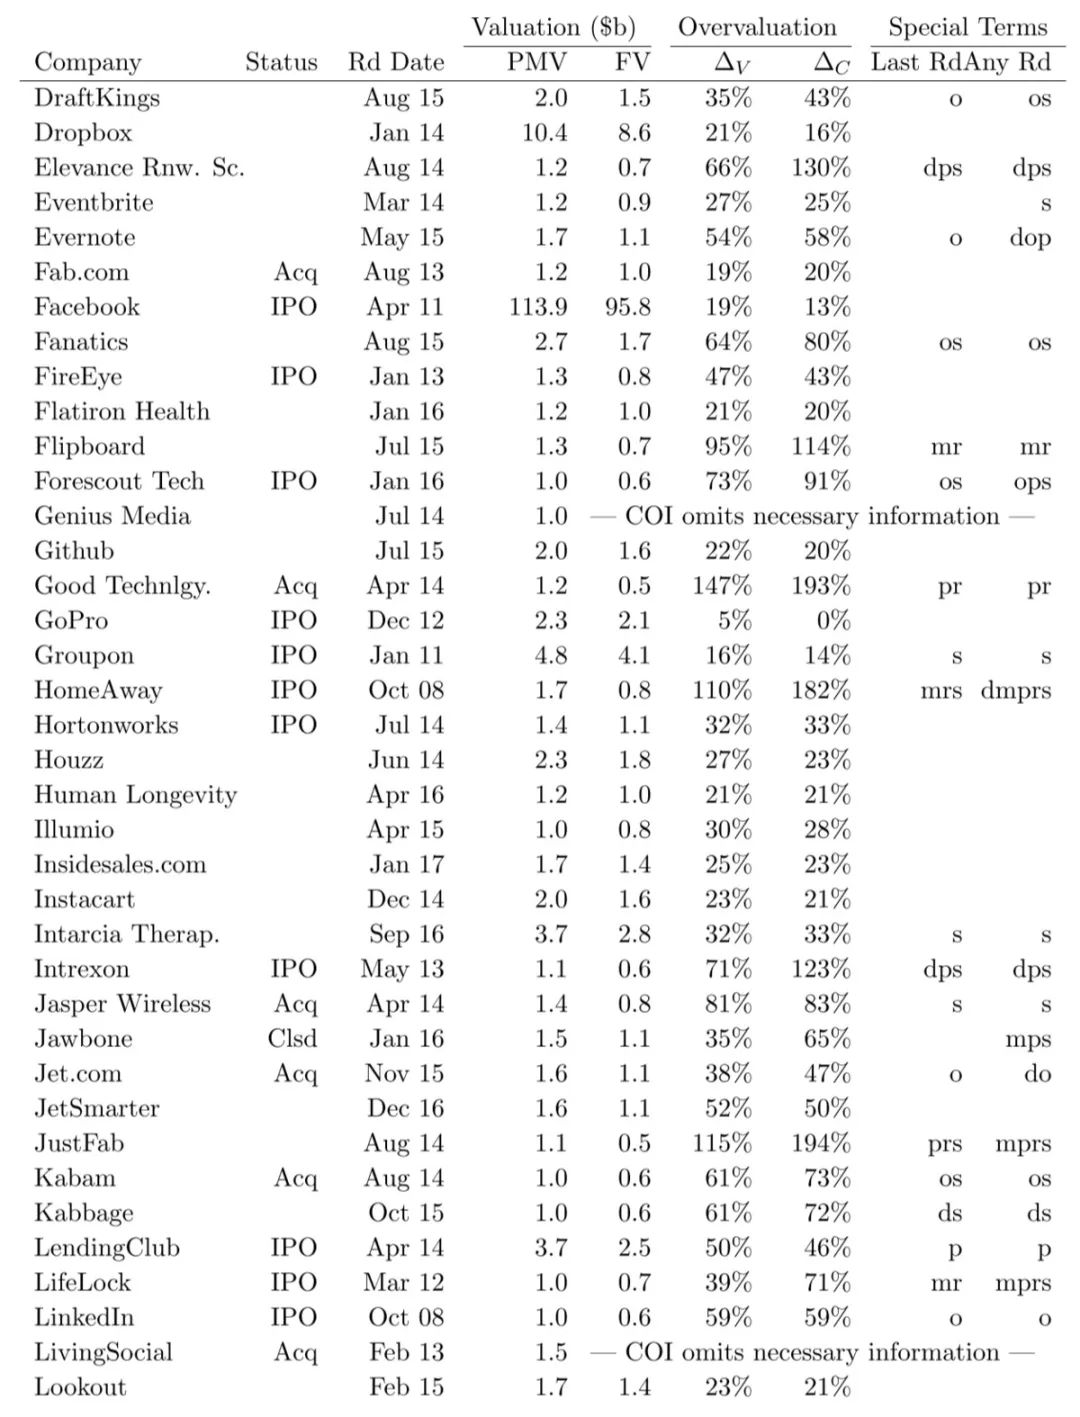 Valuation ($b) Overvaluation Special Terms
Company Status Rd Date PMV FV ΔV ΔC Last Rd Any Rd
DraftKings Aug 15 2.0 1.5 35% 43% o os
Dropbox Jan 14 10.4 8.6 21% 16%
Elevance Rnw. Sc. Aug 14 1.2 0.7 66% 130% dps dps
Eventbrite Mar 14 1.2 0.9 27% 25% s
Evernote May 15 1.7 1.1 54% 58% o dop
Fab.com Acq Aug 13 1.2 1.0 19% 20%
Facebook IPO Apr 11 113.9 95.8 19% 13%
Fanatics Aug 15 2.7 1.7 64% 80% os os
FireEye IPO Jan 13 1.3 0.8 47% 43%
Flatiron Health Jan 16 1.2 1.0 21% 20%
Flipboard Jul 15 1.3 0.7 95% 114% mr mr
Forescout Tech IPO Jan 16 1.0 0.6 73% 91% os ops
Genius Media Jul 14 1.0 — COI omits necessary information —
Github Jul 15 2.0 1.6 22% 20%
Good Technlgy. Acq Apr 14 1.2 0.5 147% 193% pr pr
GoPro IPO Dec 12 2.3 2.1 5% 0%
Groupon IPO Jan 11 4.8 4.1 16% 14% s s
HomeAway IPO Oct 08 1.7 0.8 110% 182% mrs dmprs
Hortonworks IPO Jul 14 1.4 1.1 32% 33%
Houzz Jun 14 2.3 1.8 27% 23%
Human Longevity Apr 16 1.2 1.0 21% 21%
Illumio Apr 15 1.0 0.8 30% 28%
Insidesales.com Jan 17 1.7 1.4 25% 23%
Instacart Dec 14 2.0 1.6 23% 21%
Intarcia Therap. Sep 16 3.7 2.8 32% 33% s s
Intrexon IPO May 13 1.1 0.6 71% 123% dps dps
Jasper Wireless Acq Apr 14 1.4 0.8 81% 83% s s
Jawbone Clsd Jan 16 1.5 1.1 35% 65% mps
Jet.com Acq Nov 15 1.6 1.1 38% 47% o do
JetSmarter Dec 16 1.6 1.1 52% 50%
JustFab Aug 14 1.1 0.5 115% 194% prs mprs
Kabam Acq Aug 14 1.0 0.6 61% 73% os os
Kabbage Oct 15 1.0 0.6 61% 72% ds ds
LendingClub IPO Apr 14 3.7 2.5 50% 46% p p
LifeLock IPO Mar 12 1.0 0.7 39% 71% mr mprs
LinkedIn IPO Oct 08 1.0 0.6 59% 59% o o
LivingSocial Acq Feb 13 1.5 — COI omits necessary information —
Lookout Feb 15 1.7 1.4 23% 21%